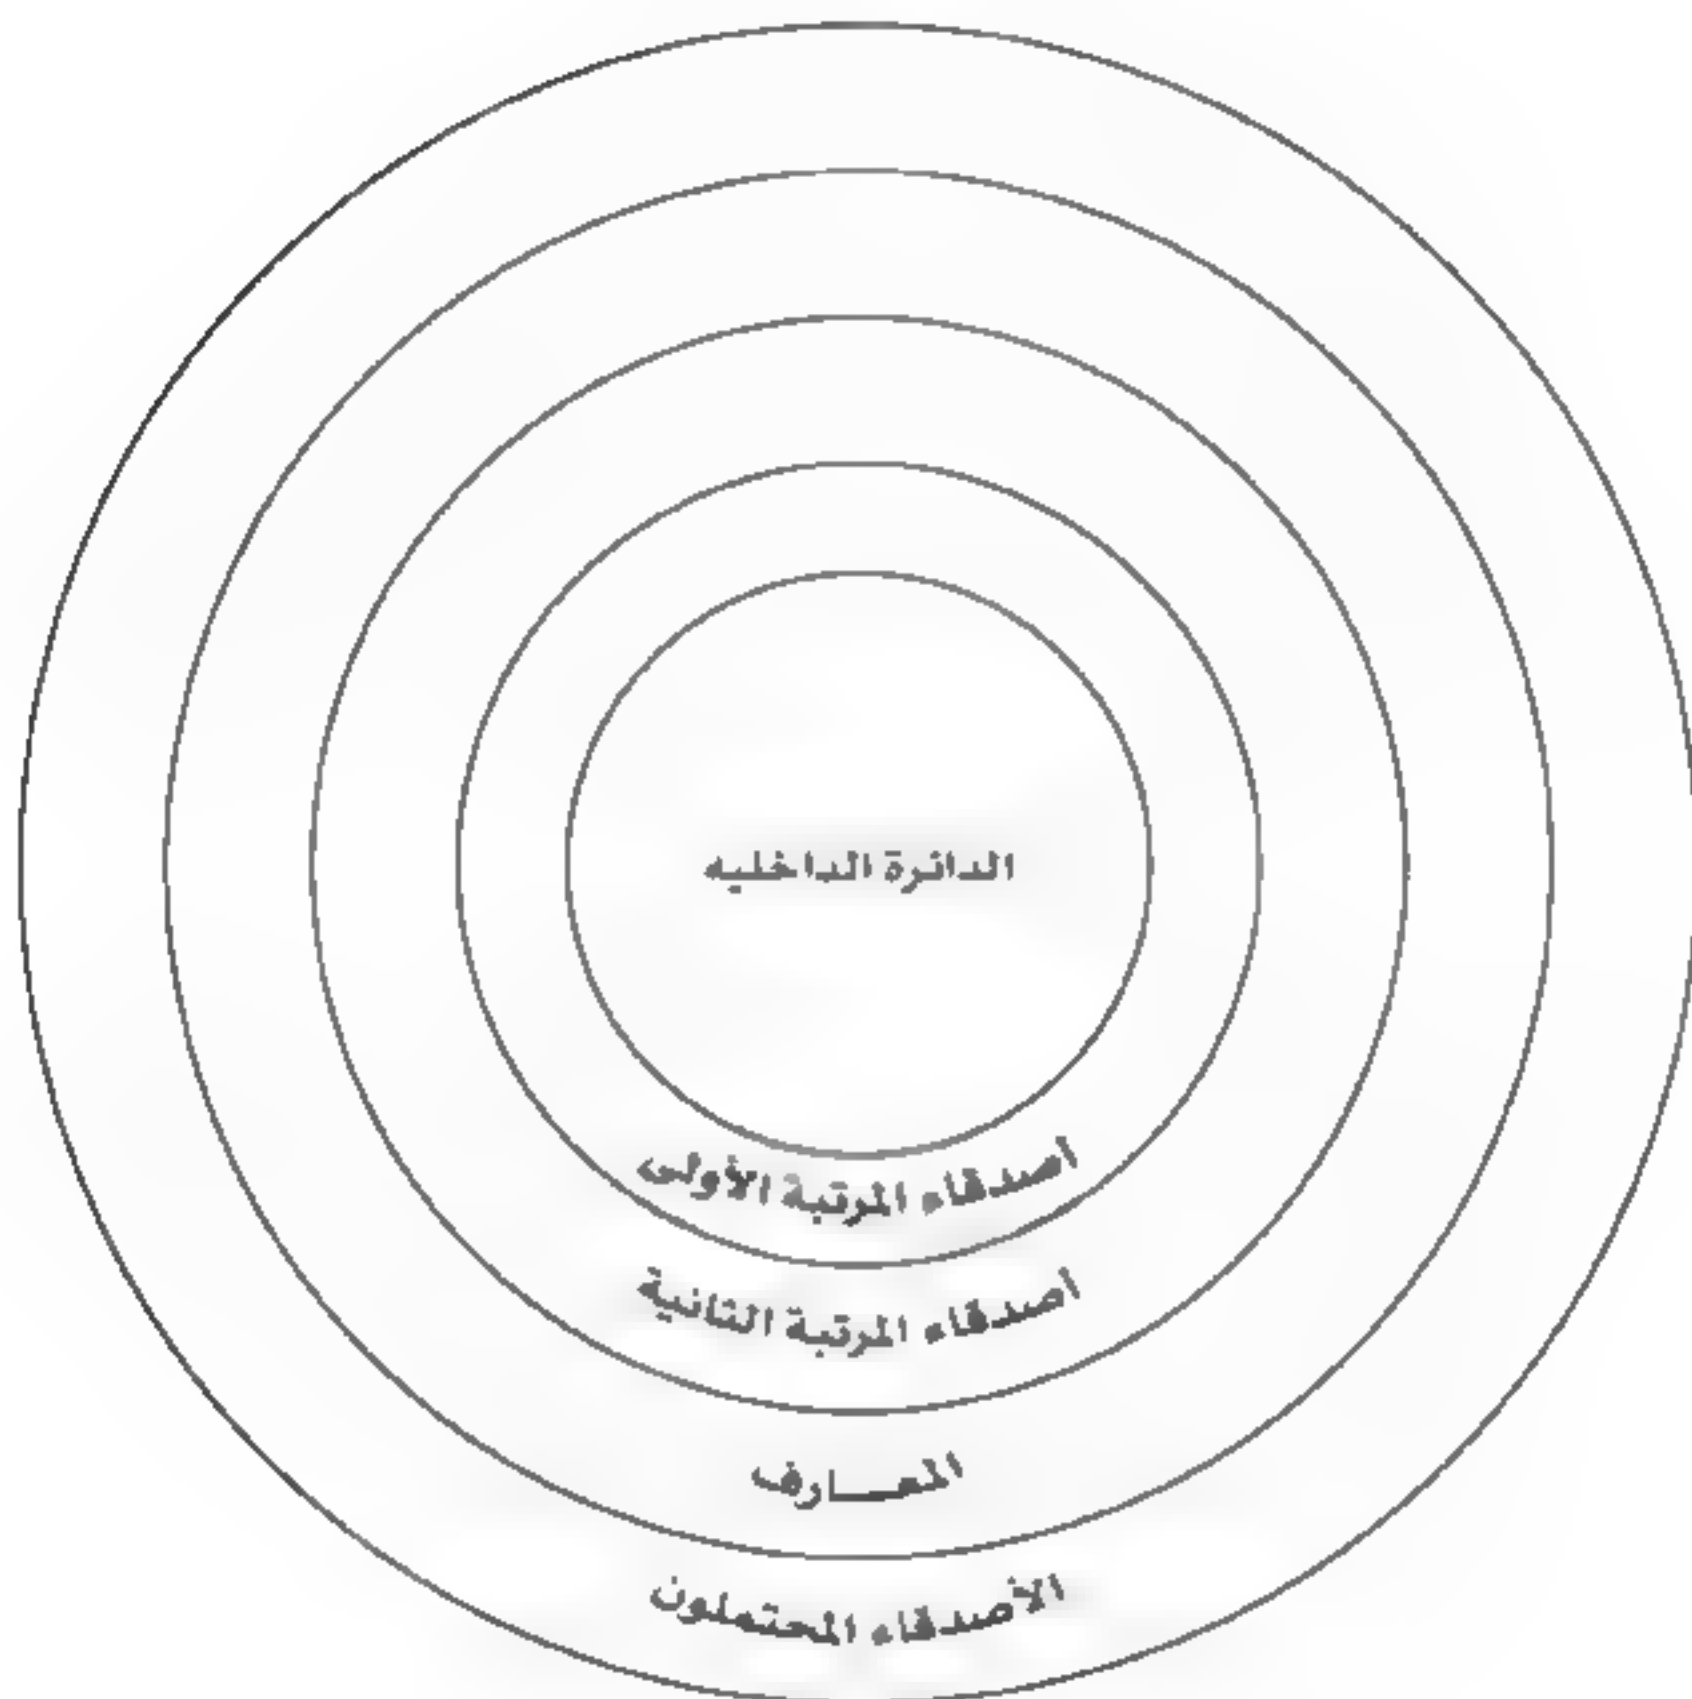 الدائرة الداخليه
أصدقاء المرتبة الأولى
أصدقاء المرتبة الثانية
المعـــارف
الأصدقاء المحتملون